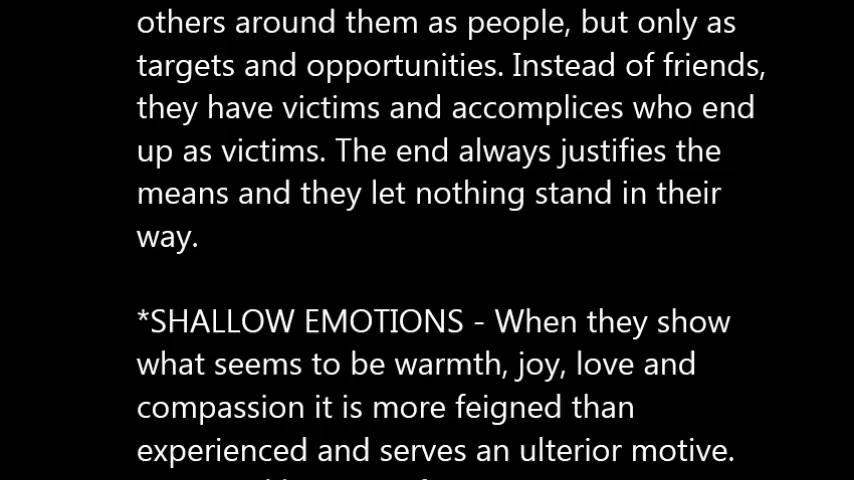 others around them as people, but only as
targets and opportunities. Instead of friends,
they have victims and accomplices who end
up as victims. The end always justifies the
means and they let nothing stand in their
way.
*SHALLOW EMOTIONS - When they show
what seems to be warmth, joy, love and
compassion it is more feigned than
experienced and serves an ulterior motive.